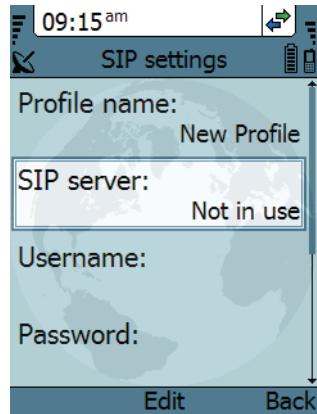 09:15am
SIP settings
Profile name:
New Profile
SIP server:
Not in use
Username:
Password:
Edit Back